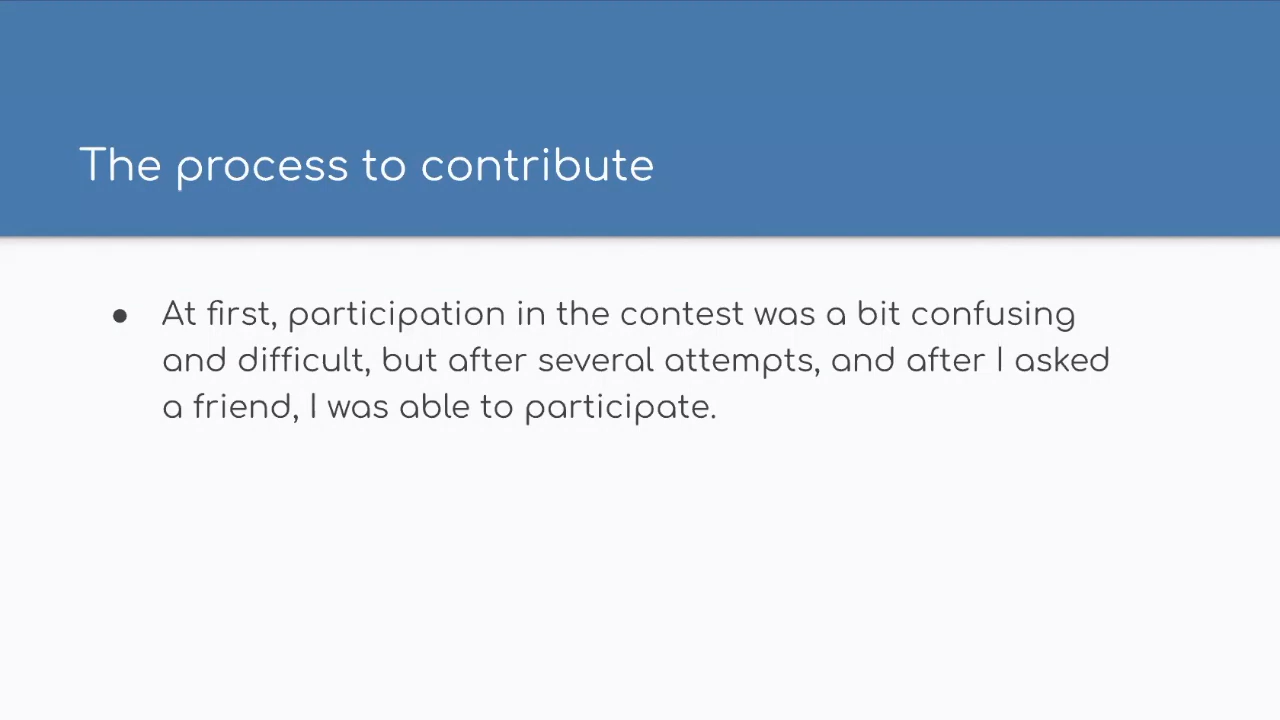 The process to contribute
● At first, participation in the contest was a bit confusing
and difficult, but after several attempts, and after I asked
a friend, I was able to participate.